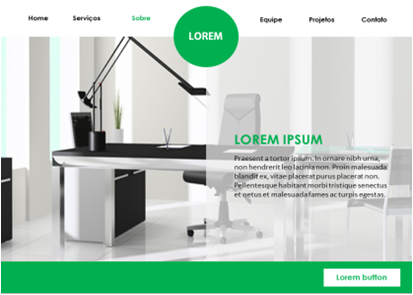 Home
Serviços
Sobre
LOREM
Equipe
Projetos
Contato
LOREM IPSUM
Praesent a tortor ipsum. In ornare nibh urna,
non hendrerit leo lacinia non. Proin malesuada
blandit ex, vitae placerat purus placerat non.
Pellentesque habitant morbi tristique senectus
et netus et malesuada fames ac turpis egestas.
Lorem button